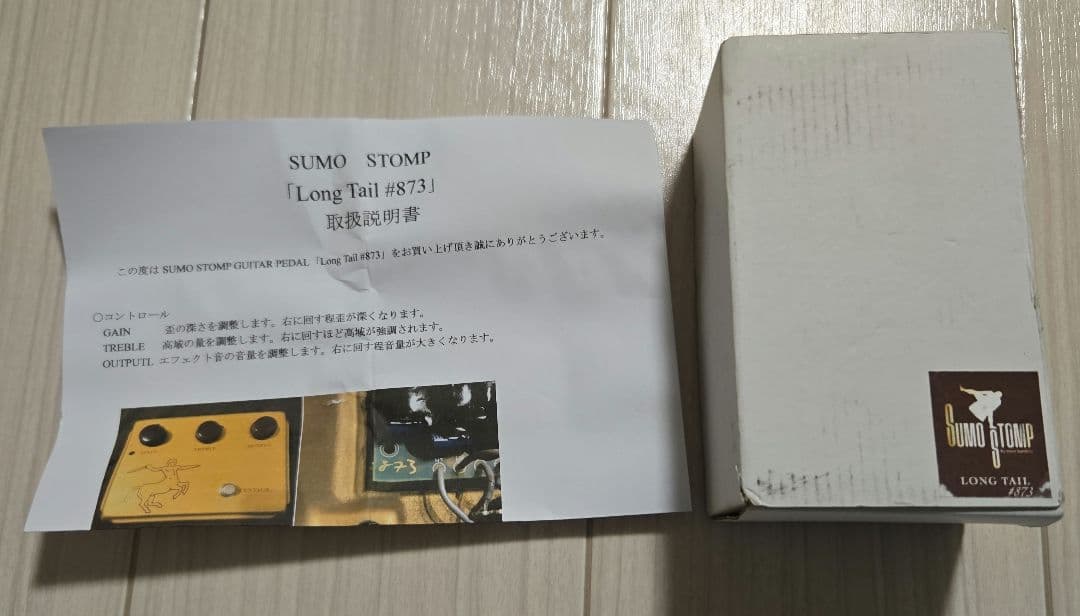 SUMO STOMP
「Long Tail #873」
取扱説明書
この度は SUMO STOMP GUITAR PEDAL「Long Tail #873」をお買い上げ頂き誠にありがとうございます。
〇コントロール
GAIN 歪の深さを調整します。右に回す程歪が深くなります。
TREBLE 高域の量を調整します。右に回すほど高域が強調されます。
OUTPUTL エフェクト音の音量を調整します。右に回す程音量が大きくなります。
TREBLE
873
SUMO STOMP
LONG TAIL
#873